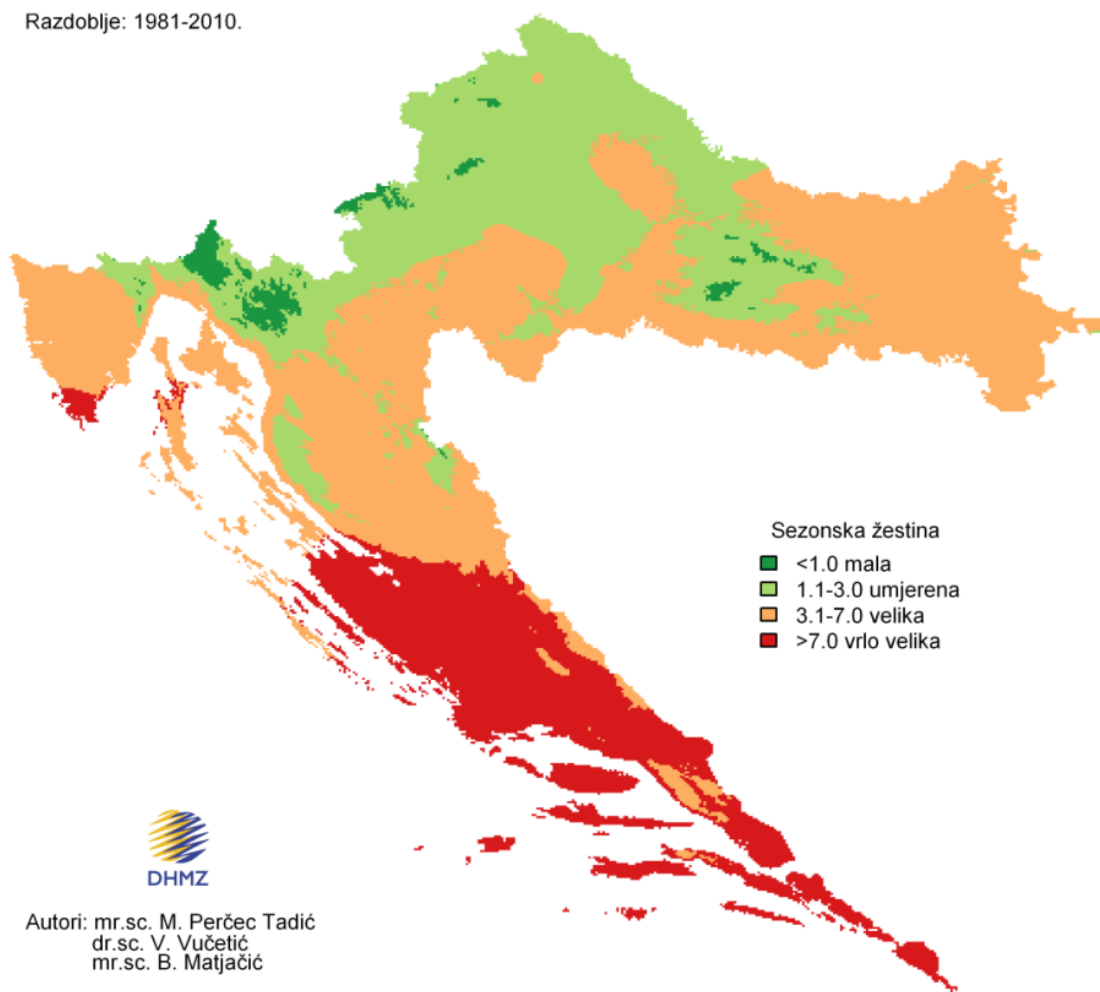 Razdoblje: 1981-2010.
Sezonska žestina
<1.0 mala
1.1-3.0 umjerena
3.1-7.0 velika
>7.0 vrlo velika
DHMZ
Autori: mr.sc. M. Perčec Tadić
dr.sc. V. Vučetić
mr.sc. B. Matjačić